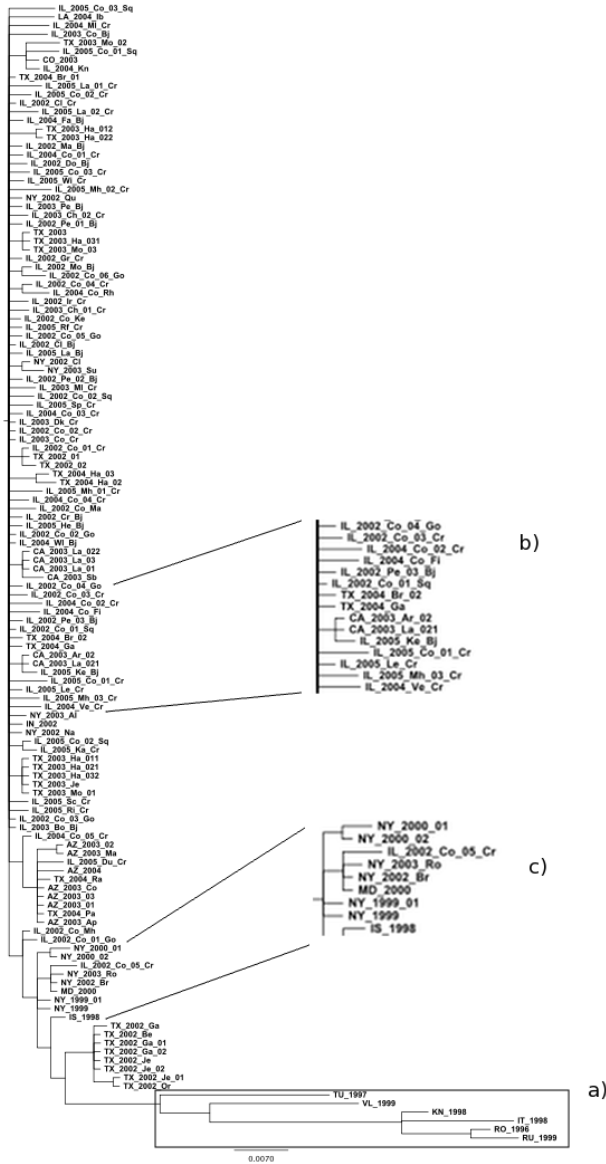 IL_2005_Co_03_Sq
LA_2004_Ib
IL_2004_MI_Cr
IL_2003_Co_Bj
TX_2003_Mo_02
IL_2005_Co_01_Sq
CO_2003
IL_2004_Kn
TX_2004_Br_01
IL_2005_La_01_Cr
IL_2005_Co_02_Cr
IL_2002_Cl_Cr
IL_2005_La_02_Cr
IL_2004_Fa_Bj
TX_2003_Ha_012
TX_2003_Ha_022
IL_2002_Ma_Bj
IL_2004_Co_01_Cr
IL_2002_Do_Bj
IL_2005_Co_03_Cr
IL_2005_Wi_Cr
IL_2005_Mh_02_Cr
NY_2002_Qu
IL_2003_Pe_Bj
IL_2003_Ch_02_Cr
IL_2002_Pe_01_Bj
TX_2003
TX_2003_Ha_031
TX_2003_Mo_03
IL_2002_Gr_Cr
IL_2002_Mo_Bj
IL_2002_Co_06_Go
IL_2002_Co_04_Cr
IL_2004_Co_Rh
IL_2002_Ir_Cr
IL_2003_Ch_01_Cr
IL_2002_Co_Ke
IL_2005_Rf_Cr
IL_2002_Co_05_Go
IL_2002_Cl_Bj
IL_2005_La_Bj
NY_2002_Cl
NY_2003_Su
IL_2002_Pe_02_Bj
IL_2003_MI_Cr
IL_2002_Co_02_Sq
IL_2005_Sp_Cr
IL_2004_Co_03_Cr
IL_2003_Dk_Cr
IL_2002_Co_02_Cr
IL_2003_Co_Cr
IL_2002_Co_01_Cr
TX_2002_01
TX_2002_02
TX_2004_Ha_03
TX_2004_Ha_02
IL_2005_Mh_01_Cr
IL_2004_Co_04_Cr
IL_2002_Co_Ma
IL_2002_Cr_Bj
IL_2005_He_Bj
IL_2002_Co_02_Go
IL_2004_WI_Bj
CA_2003_La_022
CA_2003_La_03
CA_2003_La_01
CA_2003_Sb
IL_2002_Co_04_Go
IL_2002_Co_03_Cr
IL_2004_Co_02_Cr
IL_2004_Co_Fi
IL_2002_Pe_03_Bj
IL_2002_Co_01_Sq
TX_2004_Br_02
TX_2004_Ga
CA_2003_Ar_02
CA_2003_La_021
IL_2005_Ke_Bj
IL_2005_Co_01_Cr
IL_2005_Le_Cr
IL_2005_Mh_03_Cr
IL_2004_Ve_Cr
NY_2003_Al
IN_2002
NY_2002_Na
IL_2005_Co_02_Sq
IL_2005_Ka_Cr
TX_2003_Ha_011
TX_2003_Ha_021
TX_2003_Ha_032
TX_2003_Je
TX_2003_Mo_01
IL_2005_Sc_Cr
IL_2005_Ri_Cr
IL_2002_Co_03_Go
IL_2003_Bo_Bj
IL_2004_Co_05_Cr
AZ_2003_02
AZ_2003_Ma
IL_2005_Du_Cr
AZ_2004
TX_2004_Ra
AZ_2003_Co
AZ_2003_03
AZ_2003_01
TX_2004_Pa
AZ_2003_Ap
IL_2002_Co_Mh
IL_2002_Co_01_Go
NY_2000_01
NY_2000_02
IL_2002_Co_05_Cr
NY_2003_Ro
NY_2002_Br
MD_2000
NY_1999_01
NY_1999
IS_1998
TX_2002_Ga
TX_2002_Be
TX_2002_Ga_01
TX_2002_Ga_02
TX_2002_Je
TX_2002_Je_02
TX_2002_Je_01
TX_2002_Or
TU_1997
VL_1999
KN_1998
IT_1998
RO_1996
RU_1999
a)
0.0070
b)
IL_2002_Co_04_Go
IL_2002_Co_03_Cr
IL_2004_Co_02_Cr
IL_2004_Co_Fi
IL_2002_Pe_03_Bj
IL_2002_Co_01_Sq
TX_2004_Br_02
TX_2004_Ga
CA_2003_Ar_02
CA_2003_La_021
IL_2005_Ke_Bj
IL_2005_Co_01_Cr
IL_2005_Le_Cr
IL_2005_Mh_03_Cr
IL_2004_Ve_Cr
c)
NY_2000_01
NY_2000_02
IL_2002_Co_05_Cr
NY_2003_Ro
NY_2002_Br
MD_2000
NY_1999_01
NY_1999
IS_1998